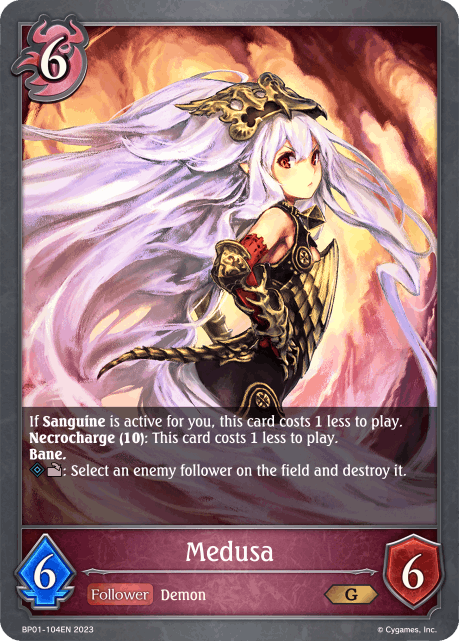 6
If Sanguine is active for you, this card costs 1 less to play.
Necrocharge (10): This card costs 1 less to play.
Bane.
: Select an enemy follower on the field and destroy it.
Medusa
6
Follower Demon
G
6
BP01-104EN 2023
© Cygames, Inc.